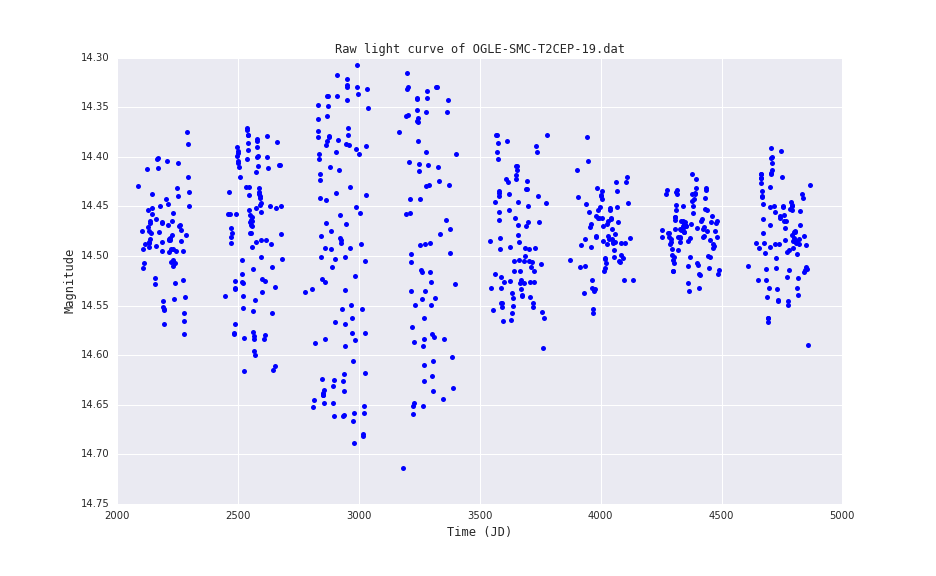 Raw light curve of OGLE-SMC-T2CEP-19.dat
14.30
14.35
14.40
14.45
14.50
14.55
14.60
14.65
14.70
14.75
Magnitude
2000 2500 3000 3500 4000 4500 5000
Time (JD)